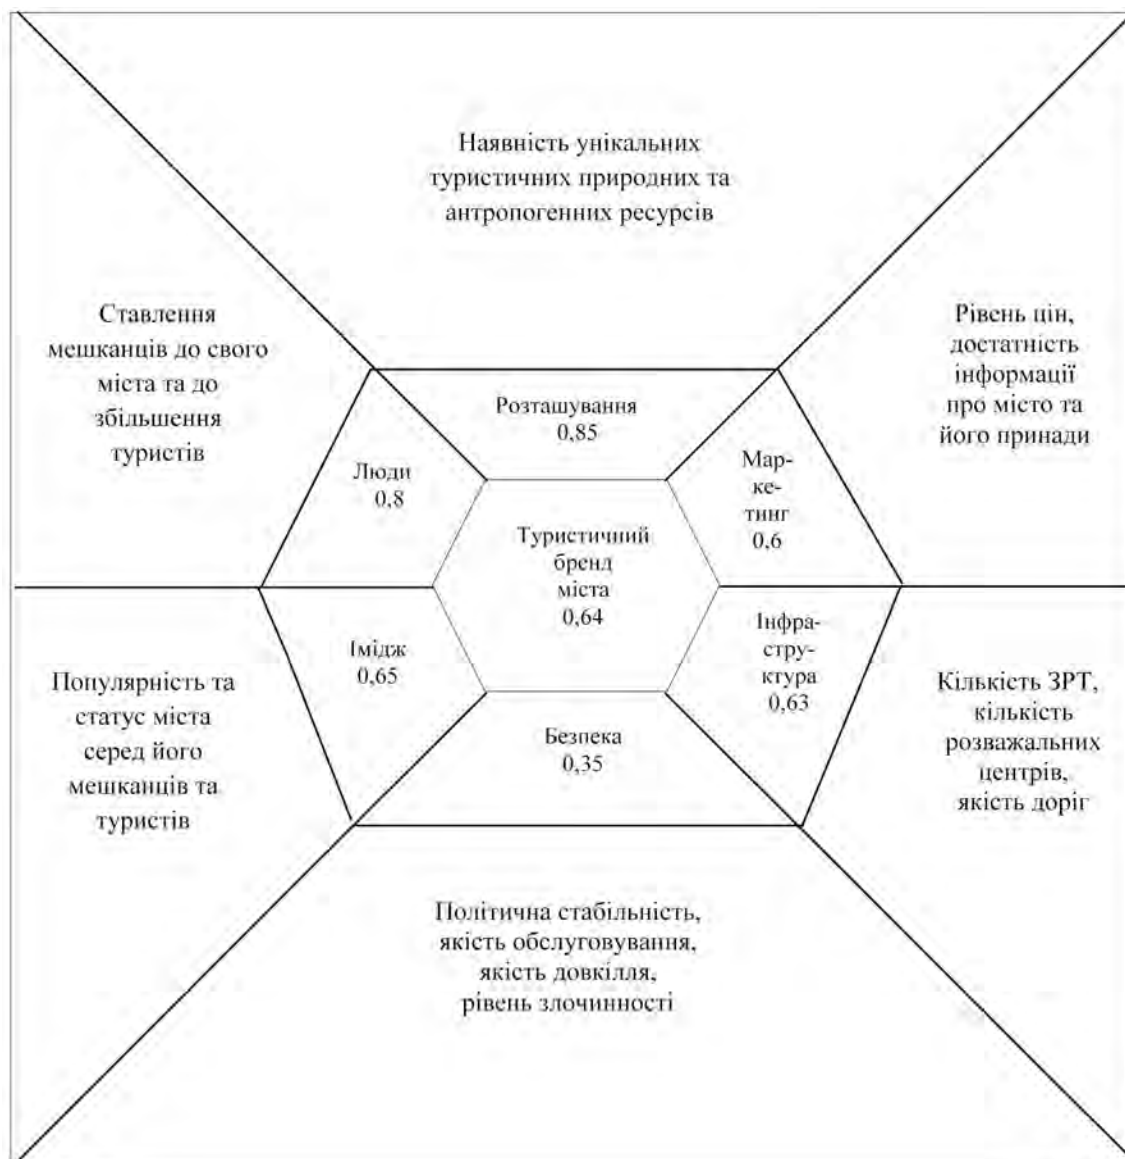 Наявність унікальних
туристичних природних та
антропогенних ресурсів
Ставлення
мешканців до свого
міста та до
збільшення
туристів
Рівень цін,
достатність
інформації
про місто та
його принади
Розташування
0,85
Люди
0,8
Мар-
ке-
тинг
0,6
Туристичний
бренд
міста
0,64
Імідж
0,65
Інфра-
стру-
ктура
0,63
Безпека
0,35
Популярність та
статус міста
серед його
мешканців та
туристів
Кількість ЗРТ,
кількість
розважальних
центрів,
якість доріг
Політична стабільність,
якість обслуговування,
якість довкілля,
рівень злочинності